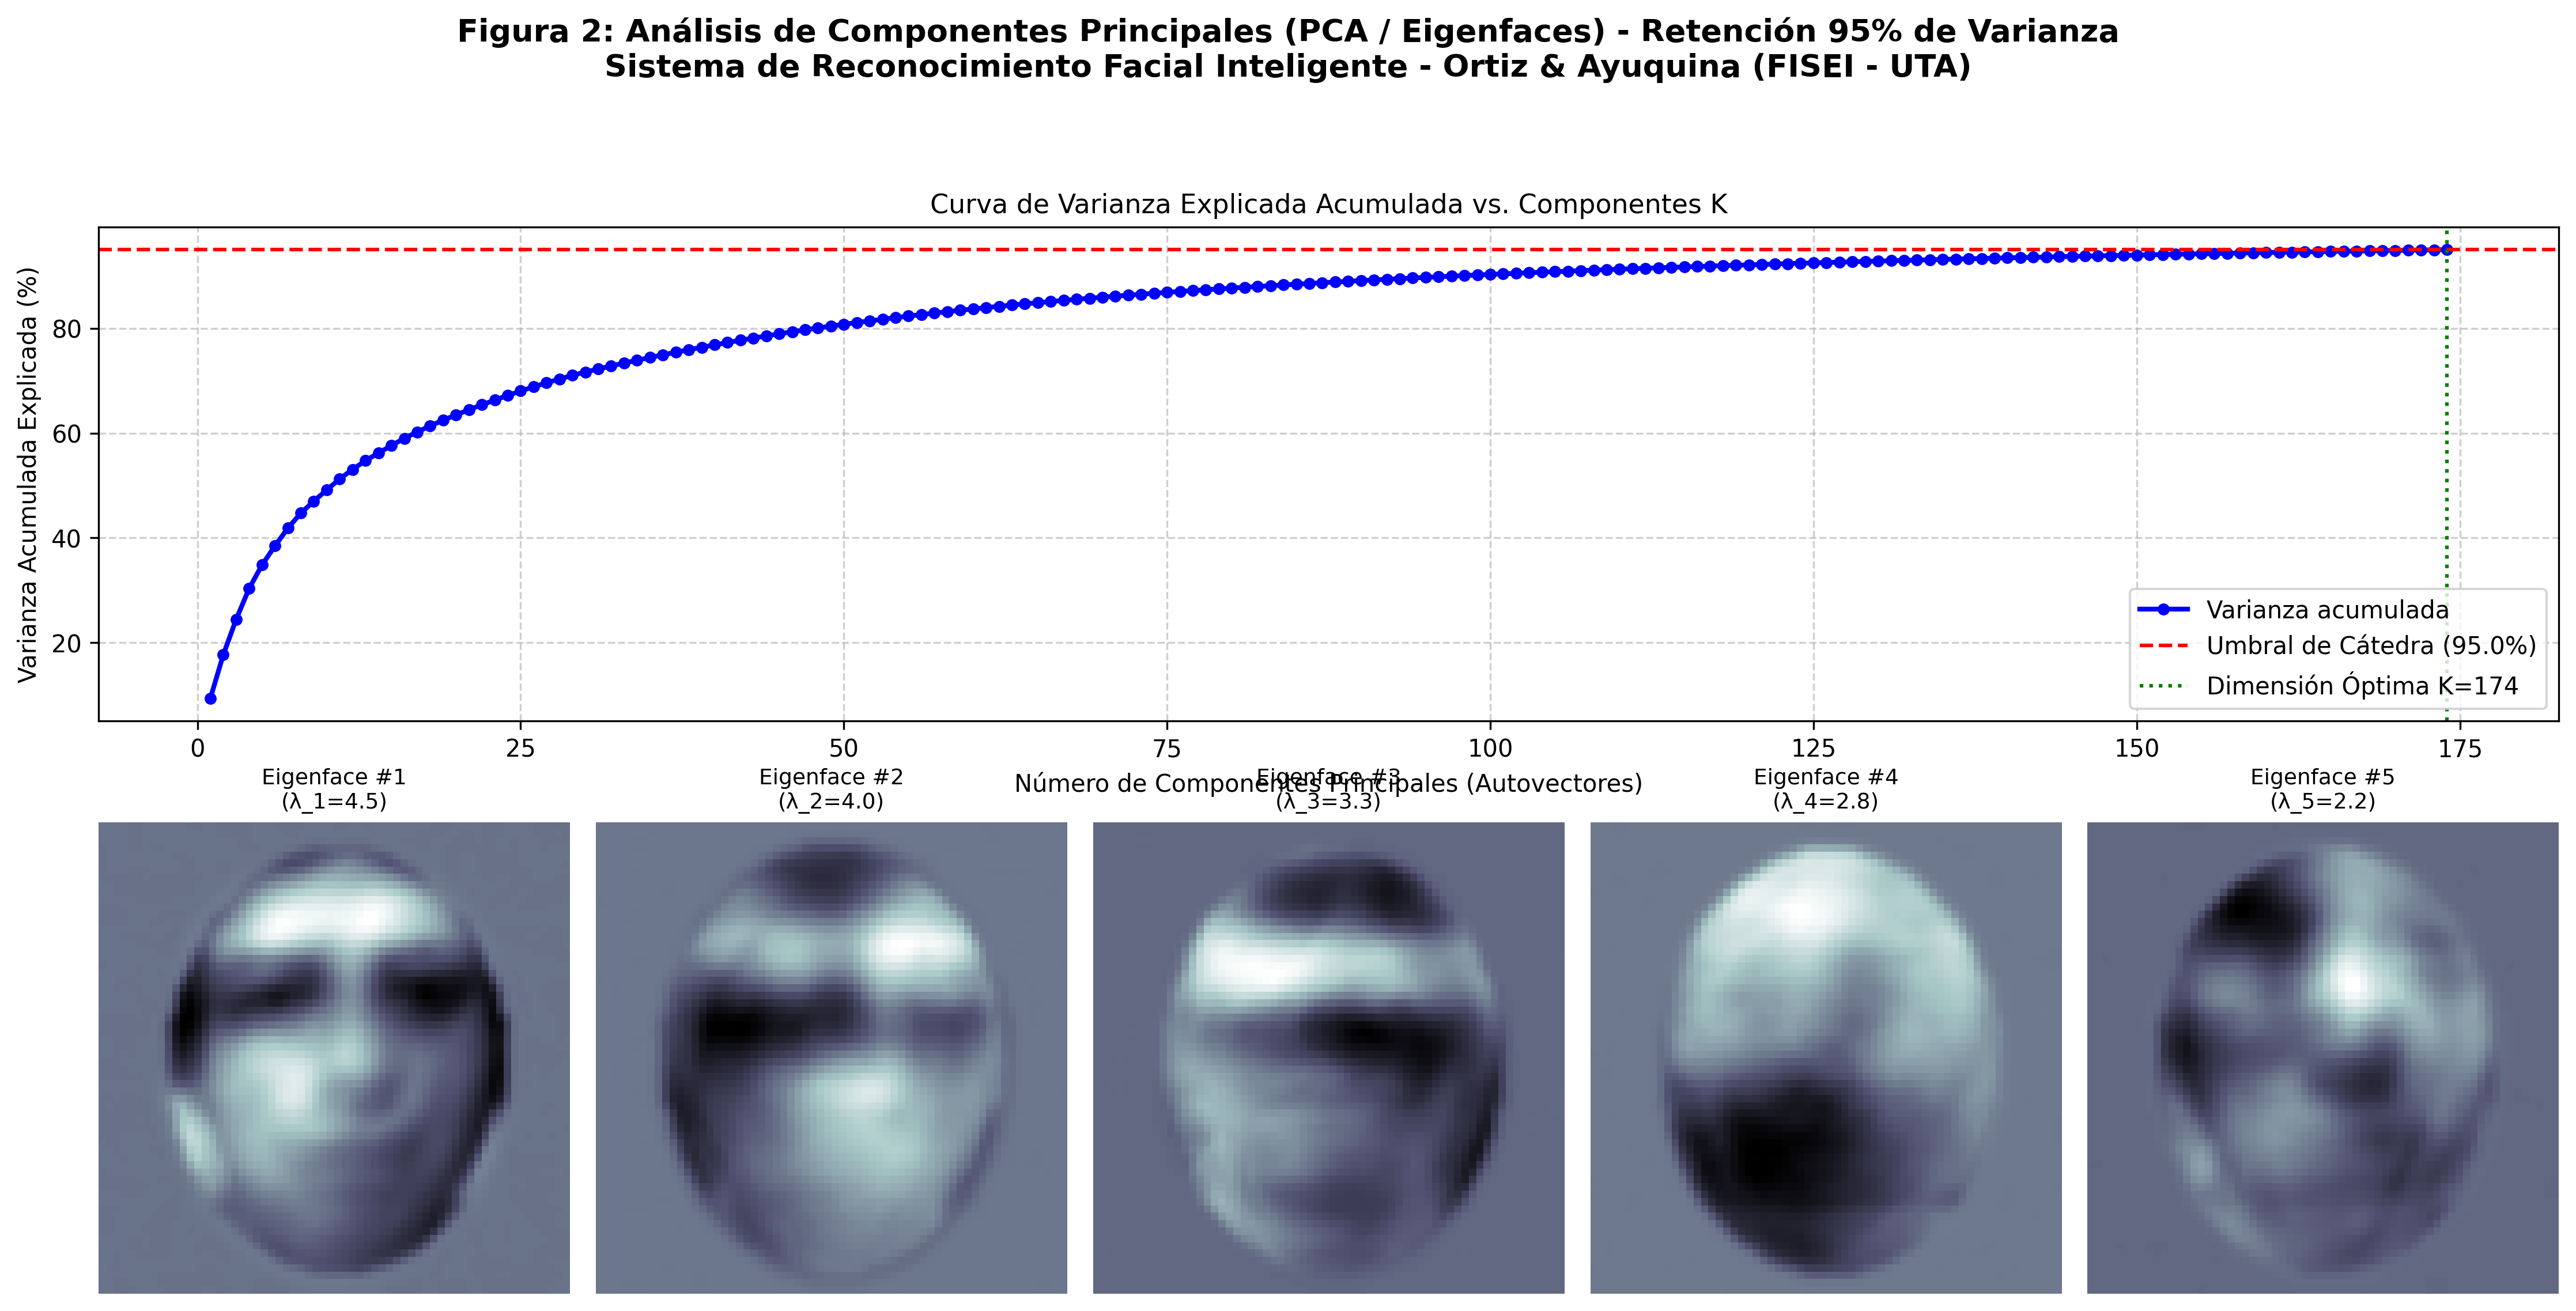 Figura 2: Análisis de Componentes Principales (PCA / Eigenfaces) - Retención 95% de Varianza
Sistema de Reconocimiento Facial Inteligente - Ortiz & Ayuquina (FISEI - UTA)
Curva de Varianza Explicada Acumulada vs. Componentes K
Varianza Acumulada Explicada (%)
80
60
40
20
Varianza acumulada
Umbral de Cátedra (95.0%)
Dimensión Óptima K=174
0 25 50 75 100 125 150 175
Número de Componentes Principales (Autovectores)
Eigenface #1
(λ_1=4.5)
Eigenface #2
(λ_2=4.0)
Eigenface #3
(λ_3=3.3)
Eigenface #4
(λ_4=2.8)
Eigenface #5
(λ_5=2.2)